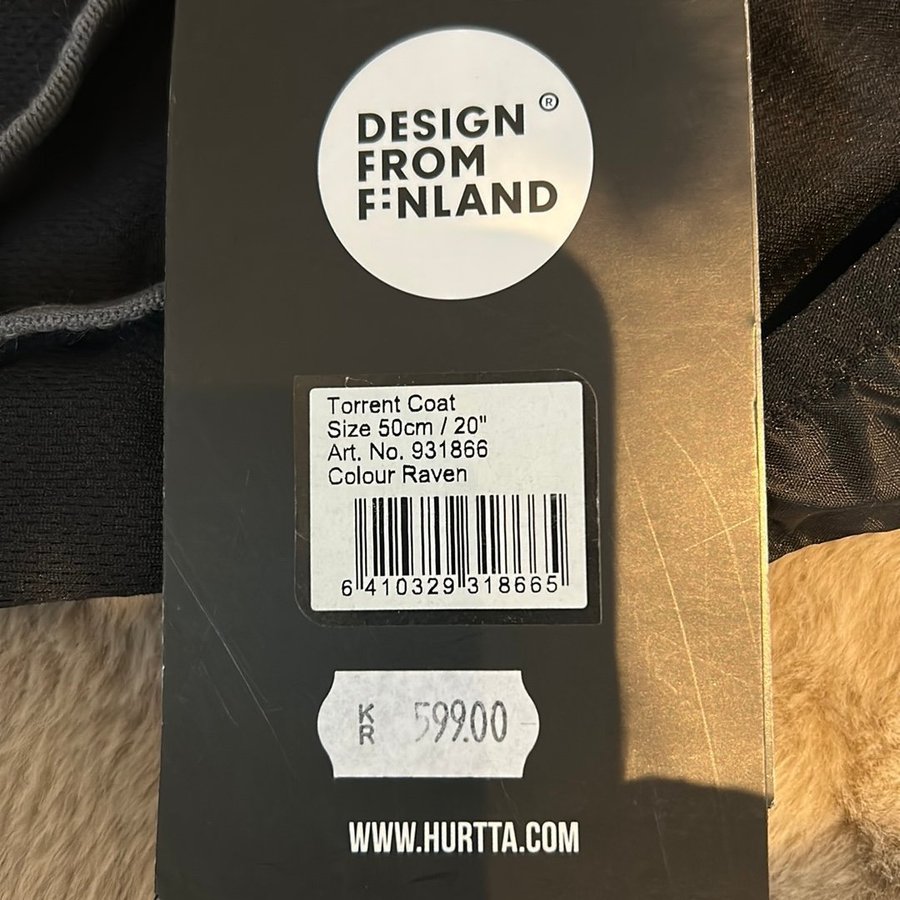 DESIGN ®
FROM
FINLAND
Torrent Coat
Size 50cm / 20"
Art. No. 931866
Colour Raven
6 410329 318665
KR 599.00
WWW.HURTTA.COM